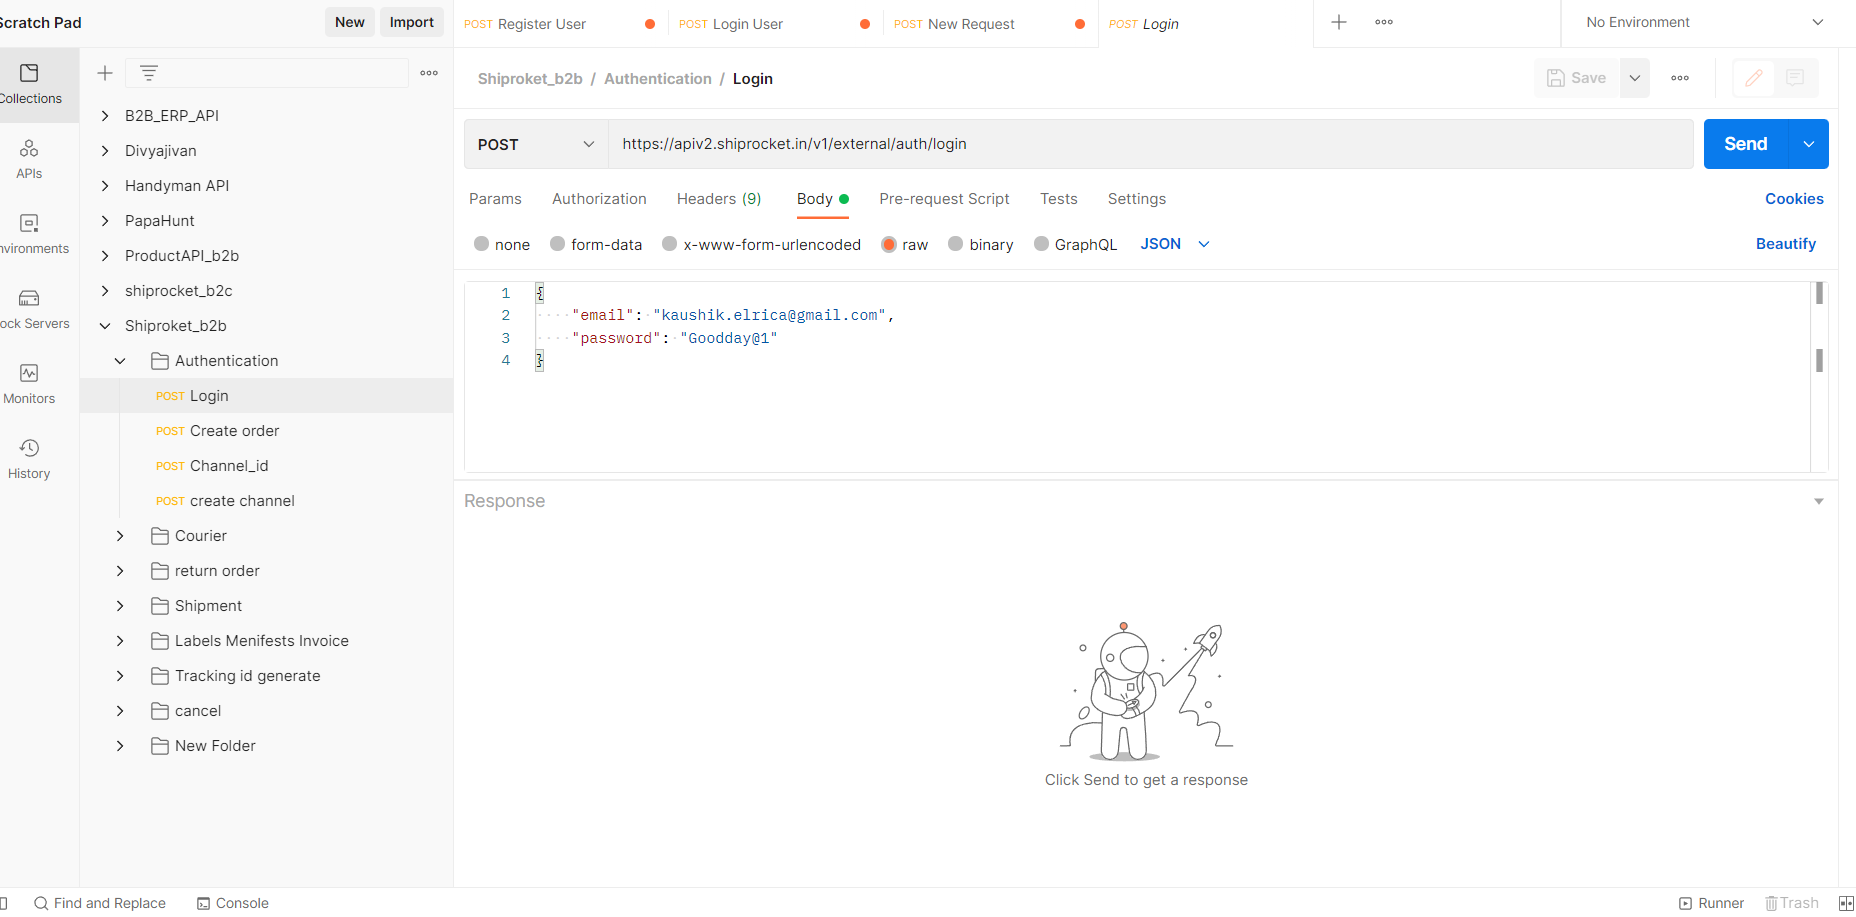 Scratch Pad
New
Import
POST Register User
POST Login User
POST New Request
POST Login
No Environment
Collections
APIs
nvironments
ock Servers
Monitors
History
B2B_ERP_API
Divyajivan
Handyman API
PapaHunt
ProductAPI_b2b
shiprocket_b2c
Shiproket_b2b
Authentication
POST Login
POST Create order
POST Channel_id
POST create channel
Courier
return order
Shipment
Labels Menifests Invoice
Tracking id generate
cancel
New Folder
Shiproket_b2b / Authentication / Login
Save
POST
https://apiv2.shiprocket.in/v1/external/auth/login
Send
Params
Authorization
Headers (9)
Body
Pre-request Script
Tests
Settings
Cookies
none
form-data
x-www-form-urlencoded
raw
binary
GraphQL
JSON
Beautify
1 {
2 "email": "kaushik.elrica@gmail.com",
3 "password": "Goodday@1"
4 }
Response
Click Send to get a response
Find and Replace
Console
Runner
Trash